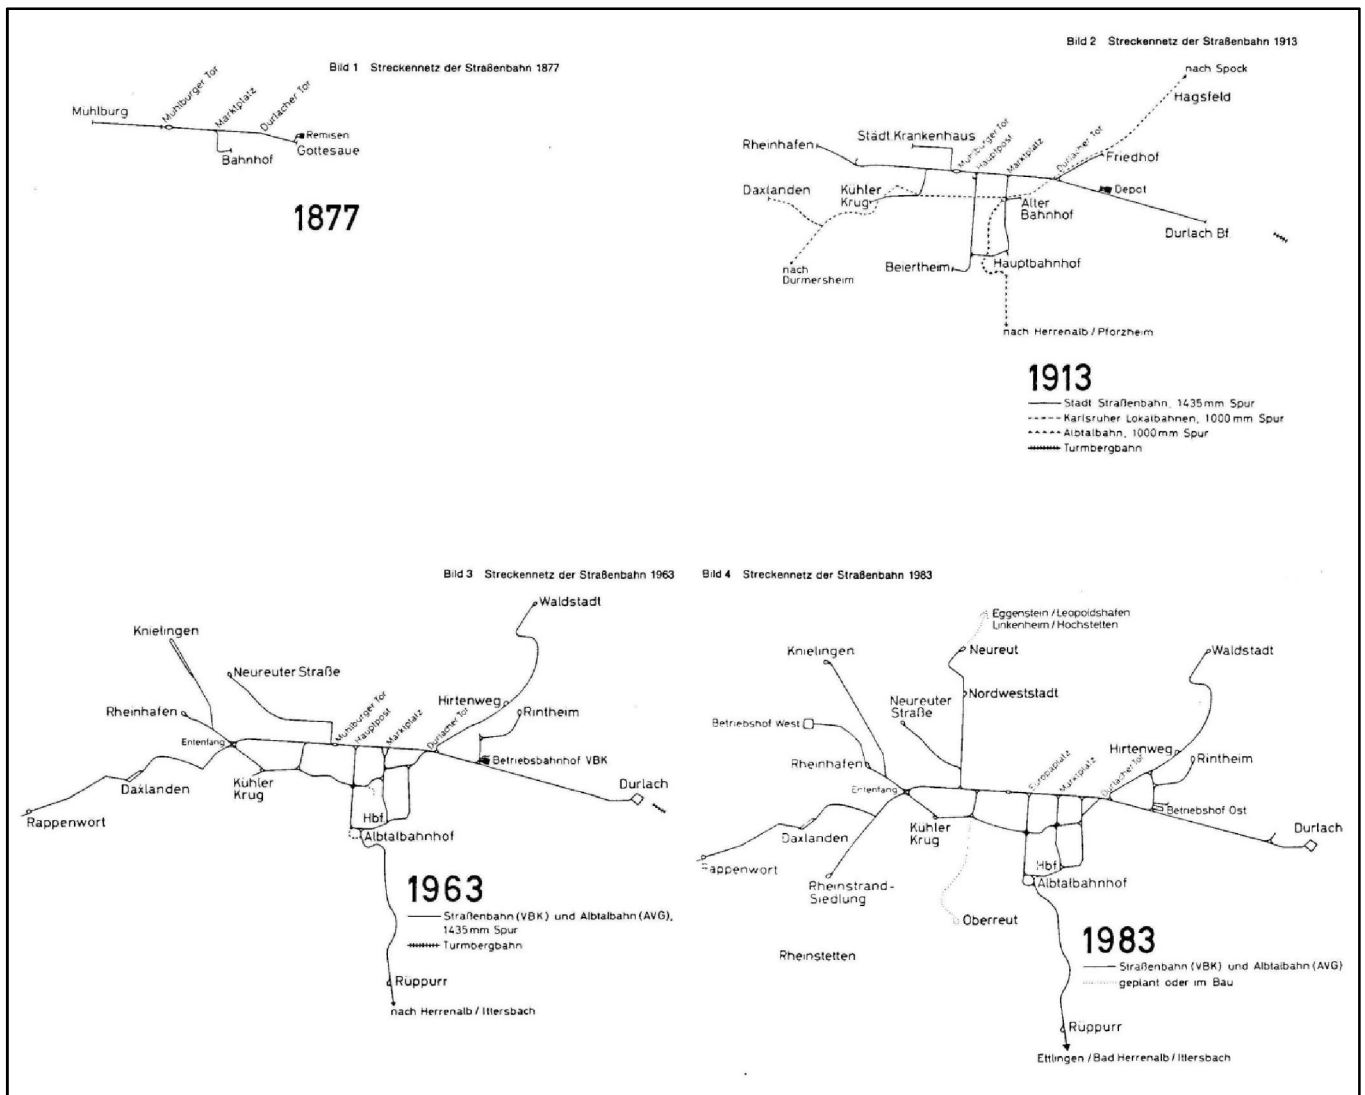 Bild 1 Streckennetz der Straßenbahn 1877
Mühlburg
Mühlburger Tor
Marktplatz
Durlacher Tor
Remisen
Gottesaue
Bahnhof
1877
Bild 2 Streckennetz der Straßenbahn 1913
nach Spöck
Hagsfeld
Städt. Krankenhaus
Rheinhafen
Mühlburger Tor
Hauptpost
Marktplatz
Durlacher Tor
Friedhof
Daxlanden
Kühler
Krug
Depot
Alter
Bahnhof
Durlach Bf.
nach
Durmersheim
Beiertheim
Hauptbahnhof
nach Herrenalb / Pforzheim
1913
Städt Straßenbahn, 1435mm Spur
Karlsruher Lokalbahnen, 1000mm Spur
Albtalbahn, 1000mm Spur
Turmbergbahn
Bild 3 Streckennetz der Straßenbahn 1963
Waldstadt
Knielingen
Neureuter Straße
Hirtenweg
Rintheim
Rheinhafen
Mühlburger Tor
Hauptpost
Marktplatz
Durlacher Tor
Entenfang
Betriebsbahnhof VBK
Daxlanden
Kühler
Krug
Durlach
Rappenwört
Hbf
Albtalbahnhof
1963
Straßenbahn (VBK) und Albtalbahn (AVG),
1435mm Spur
Turmbergbahn
Rüppurr
nach Herrenalb / Ittersbach
Bild 4 Streckennetz der Straßenbahn 1983
Eggenstein / Leopoldshafen
Linkenheim / Hochstetten
Knielingen
Neureut
Waldstadt
Nordweststadt
Neureuter
Straße
Betriebshof West
Hirtenweg
Rintheim
Rheinhafen
Europaplatz
Marktplatz
Durlacher Tor
Entenfang
Betriebshof Ost
Kühler
Krug
Daxlanden
Durlach
Rappenwört
Hbf
Albtalbahnhof
Rheinstrand-
Siedlung
Oberreut
1983
Rheinstetten
Straßenbahn (VBK) und Albtalbahn (AVG)
geplant oder im Bau
Rüppurr
Ettlingen / Bad Herrenalb / Ittersbach